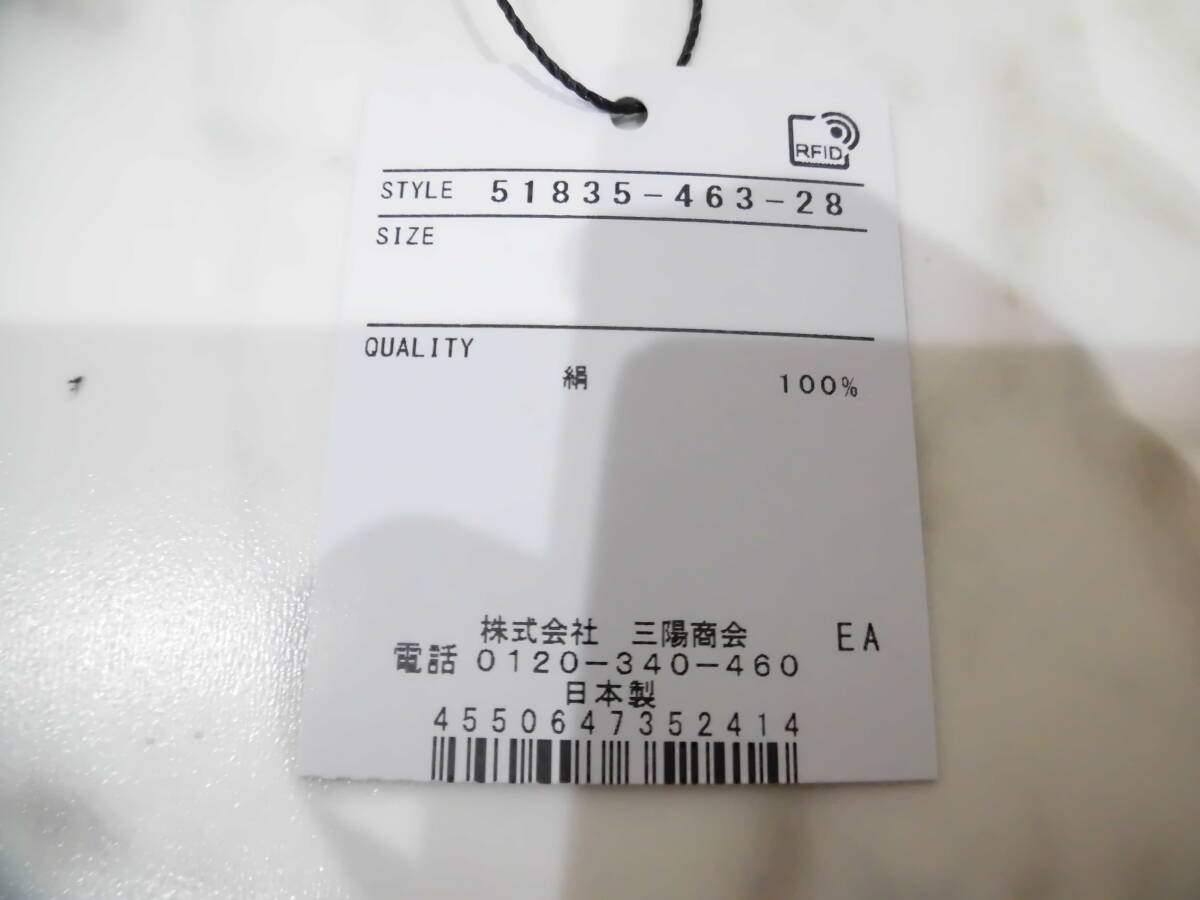 RFID
STYLE 51835-463-28
SIZE
QUALITY
絹 100%
株式会社 三陽商会 EA
電話 0120-340-460
日本製
4550647352414